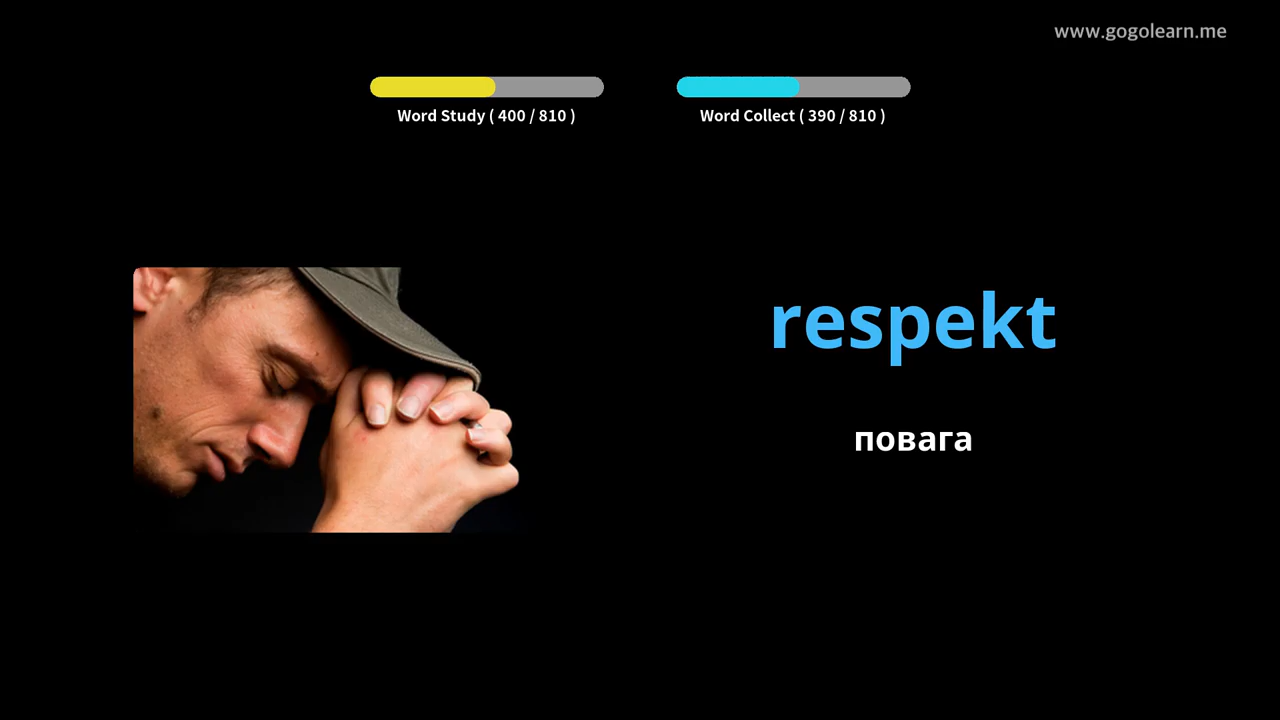 www.gogolearn.me
Word Study ( 400 / 810 )
Word Collect ( 390 / 810 )
respekt
повага